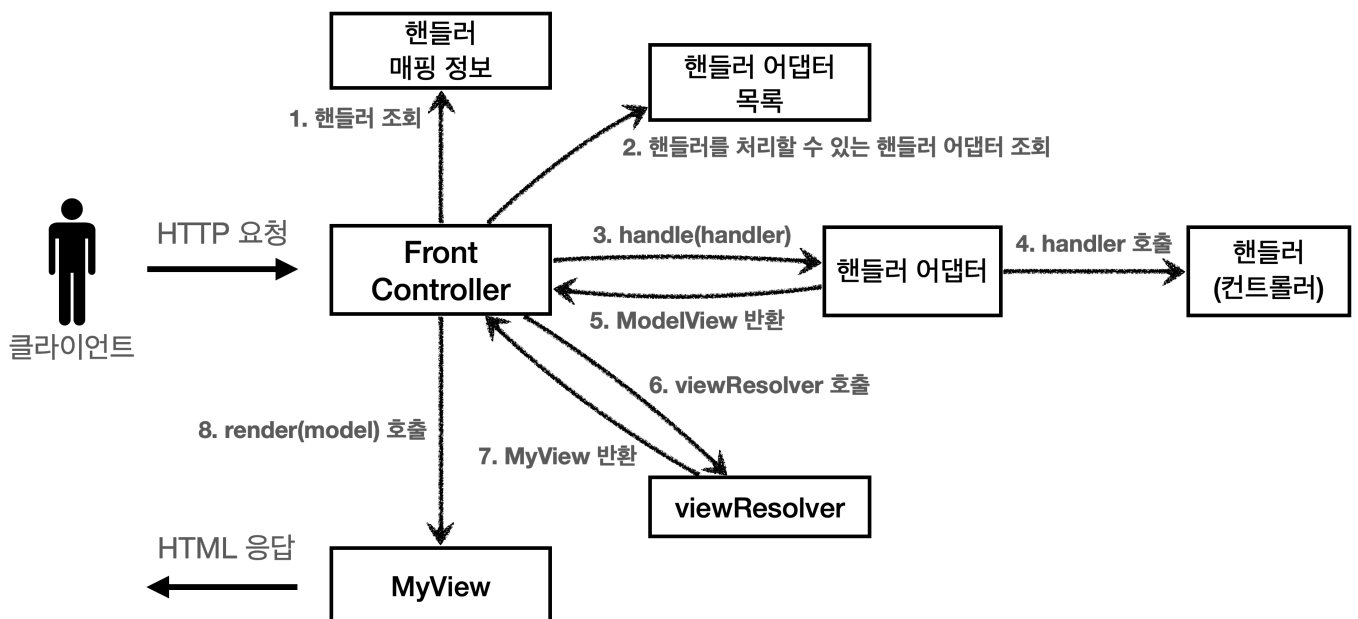 핸들러
매핑 정보
핸들러 어댑터
목록
1. 핸들러 조회
2. 핸들러를 처리할 수 있는 핸들러 어댑터 조회
HTTP 요청
Front
Controller
3. handle(handler)
핸들러 어댑터
4. handler 호출
핸들러
(컨트롤러)
클라이언트
5. ModelView 반환
6. viewResolver 호출
8. render(model) 호출
7. MyView 반환
viewResolver
HTML 응답
MyView